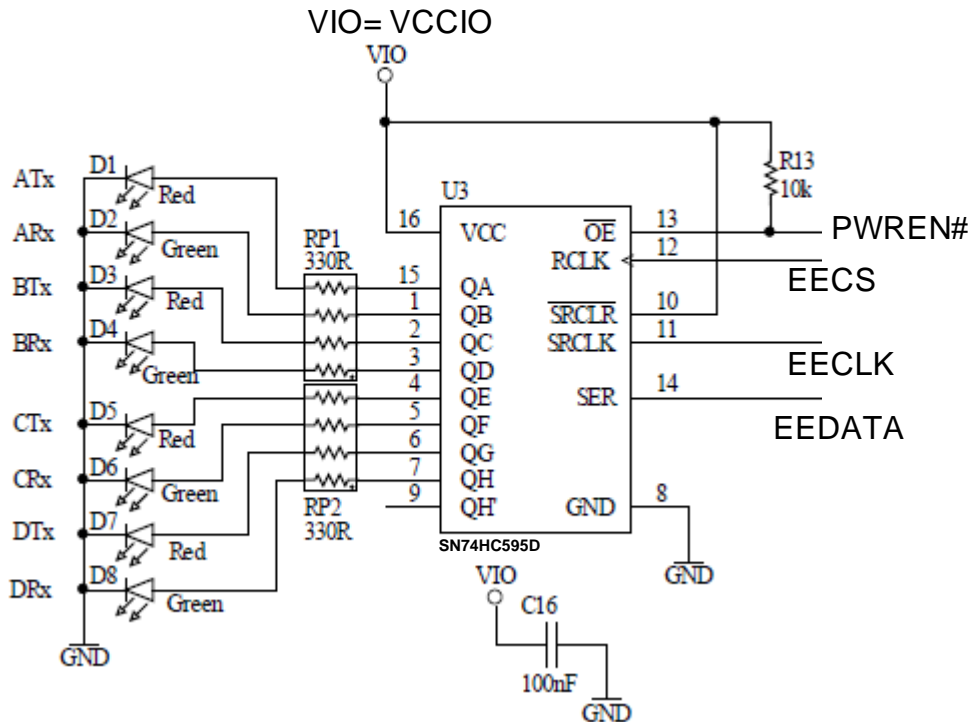 VIO= VCCIO
VIO
R13
10k
ATx
D1
Red
ARx
D2
Green
BTx
D3
Red
BRx
D4
Green
CTx
D5
Red
CRx
D6
Green
DTx
D7
Red
DRx
D8
Green
GND
RP1
330R
RP2
330R
U3
16 VCC OE 13 PWREN#
RCLK 12 EECS
15 QA
1 QB SRCLR 10
2 QC SRCLK 11 EECLK
3 QD
4 QE SER 14 EEDATA
5 QF
6 QG
7 QH
9 QH' GND 8
SN74HC595D
GND
VIO
C16
100nF
GND